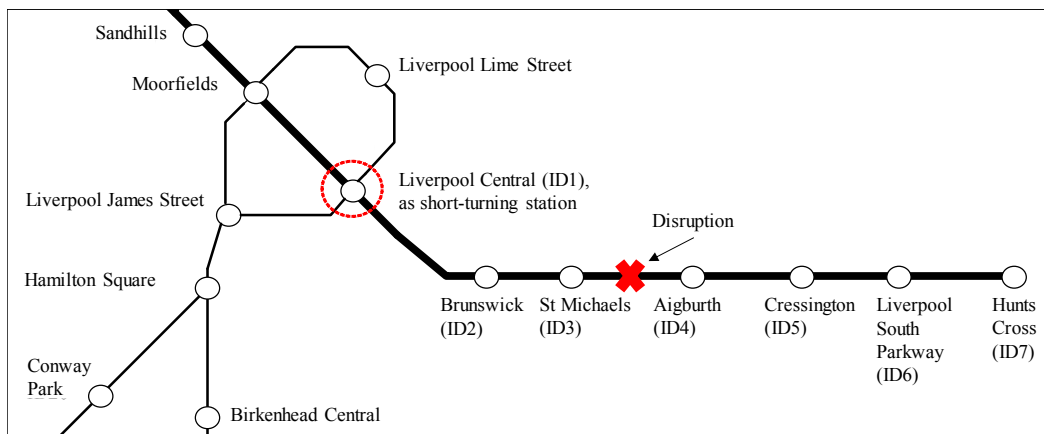 Sandhills
Moorfields
Liverpool Lime Street
Liverpool Central (ID1),
as short-turning station
Liverpool James Street
Disruption
Hamilton Square
Brunswick
(ID2)
St Michaels
(ID3)
Aigburth
(ID4)
Cressington
(ID5)
Liverpool
South
Parkway
(ID6)
Hunts
Cross
(ID7)
Conway
Park
Birkenhead Central